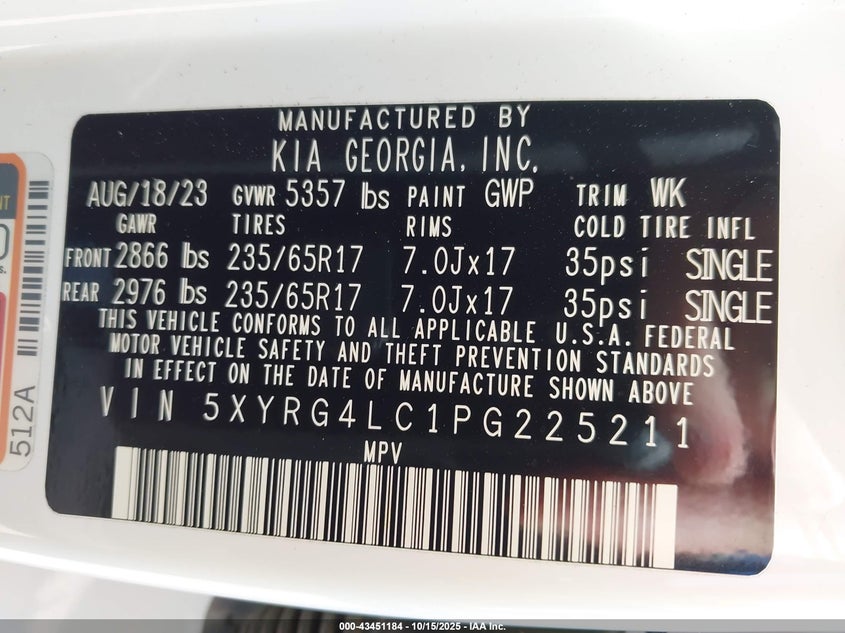 MANUFACTURED BY
KIA GEORGIA, INC.
AUG/18/23 GVWR 5357 lbs PAINT GWP TRIM WK
GAWR TIRES RIMS COLD TIRE INFL
FRONT 2866 lbs 235/65R17 7.0Jx17 35psi SINGLE
REAR 2976 lbs 235/65R17 7.0Jx17 35psi SINGLE
THIS VEHICLE CONFORMS TO ALL APPLICABLE U.S.A. FEDERAL
MOTOR VEHICLE SAFETY AND THEFT PREVENTION STANDARDS
IN EFFECT ON THE DATE OF MANUFACTURE SHOWN ABOVE
VIN 5XYRG4LC1PG225211
MPV
512A
000-43451184 - 10/15/2025 - IAA Inc.